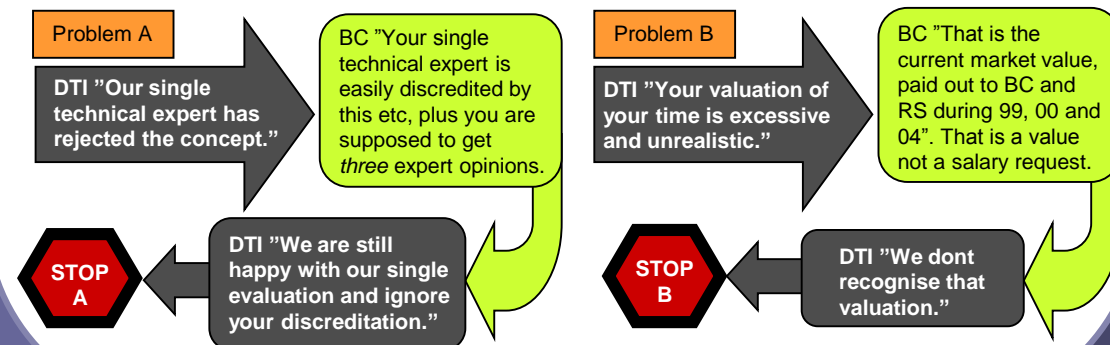 Problem A
DTI ”Our single
technical expert has
rejected the concept.”
BC ”Your single
technical expert is
easily discredited by
this etc, plus you are
supposed to get
three expert opinions.
DTI ”We are still
happy with our single
evaluation and ignore
your discreditation.”
STOP
A
Problem B
DTI ”Your valuation of
your time is excessive
and unrealistic.”
BC ”That is the
current market value,
paid out to BC and
RS during 99, 00 and
04”. That is a value
not a salary request.
DTI ”We dont
recognise that
valuation.”
STOP
B